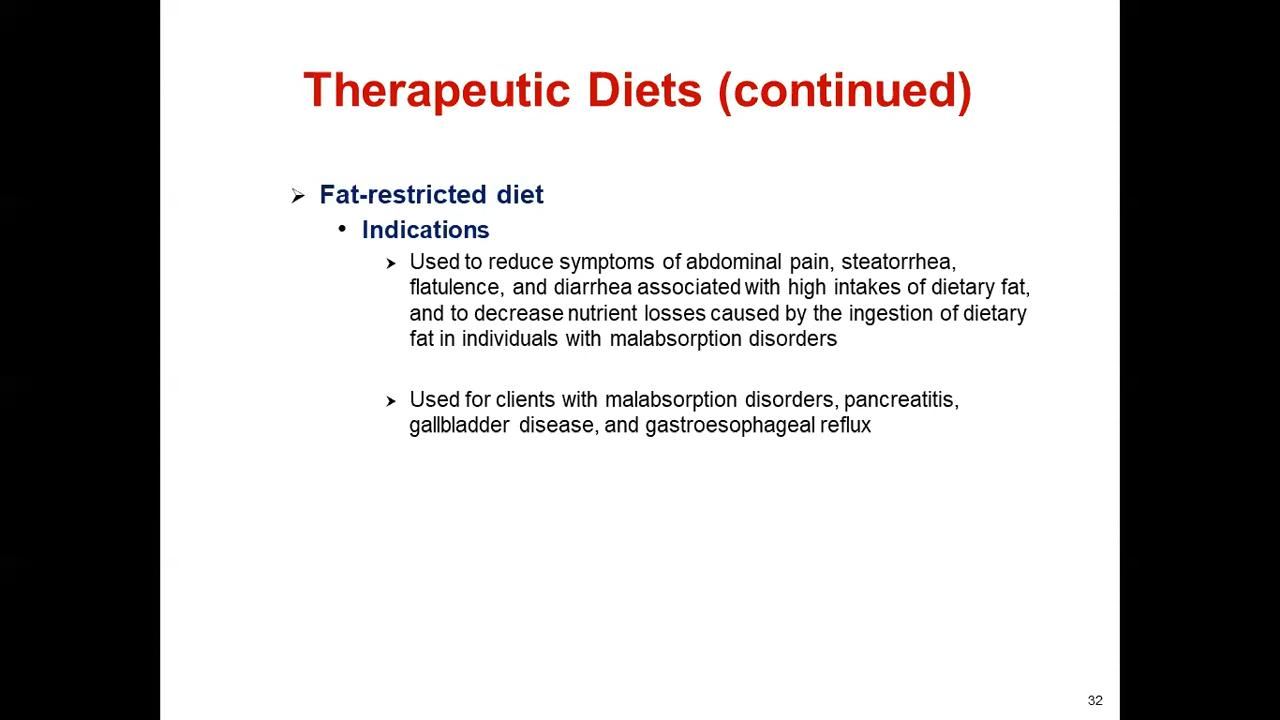 Therapeutic Diets (continued)
Fat-restricted diet
Indications
Used to reduce symptoms of abdominal pain, steatorrhea,
flatulence, and diarrhea associated with high intakes of dietary fat,
and to decrease nutrient losses caused by the ingestion of dietary
fat in individuals with malabsorption disorders
Used for clients with malabsorption disorders, pancreatitis,
gallbladder disease, and gastroesophageal reflux
32